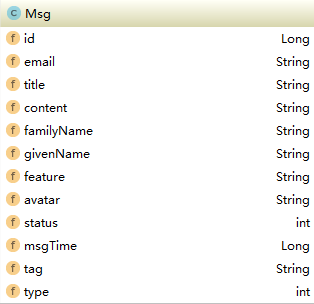 C Msg
f id Long
f email String
f title String
f content String
f familyName String
f givenName String
f feature String
f avatar String
f status int
f msgTime Long
f tag String
f type int